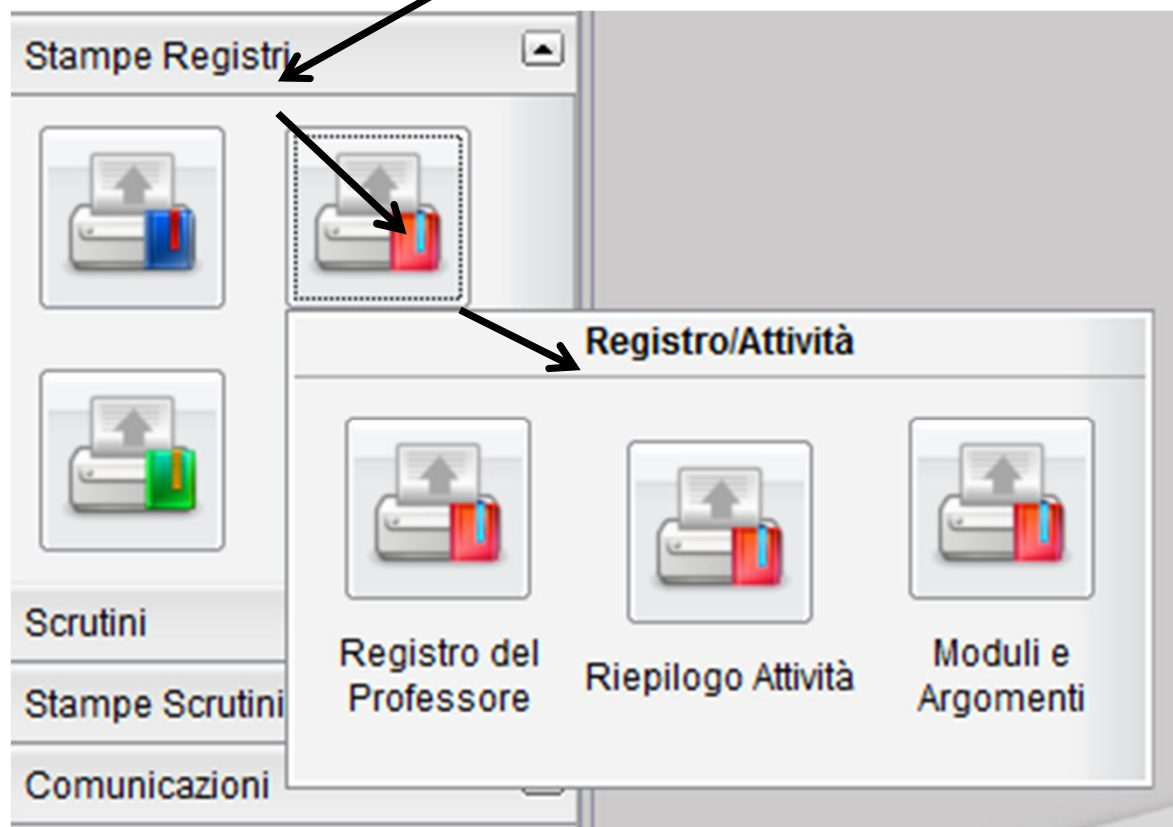 Stampe Registri
Registro/Attività
Registro del
Professore
Riepilogo Attività
Moduli e
Argomenti
Scrutini
Stampe Scrutini
Comunicazioni